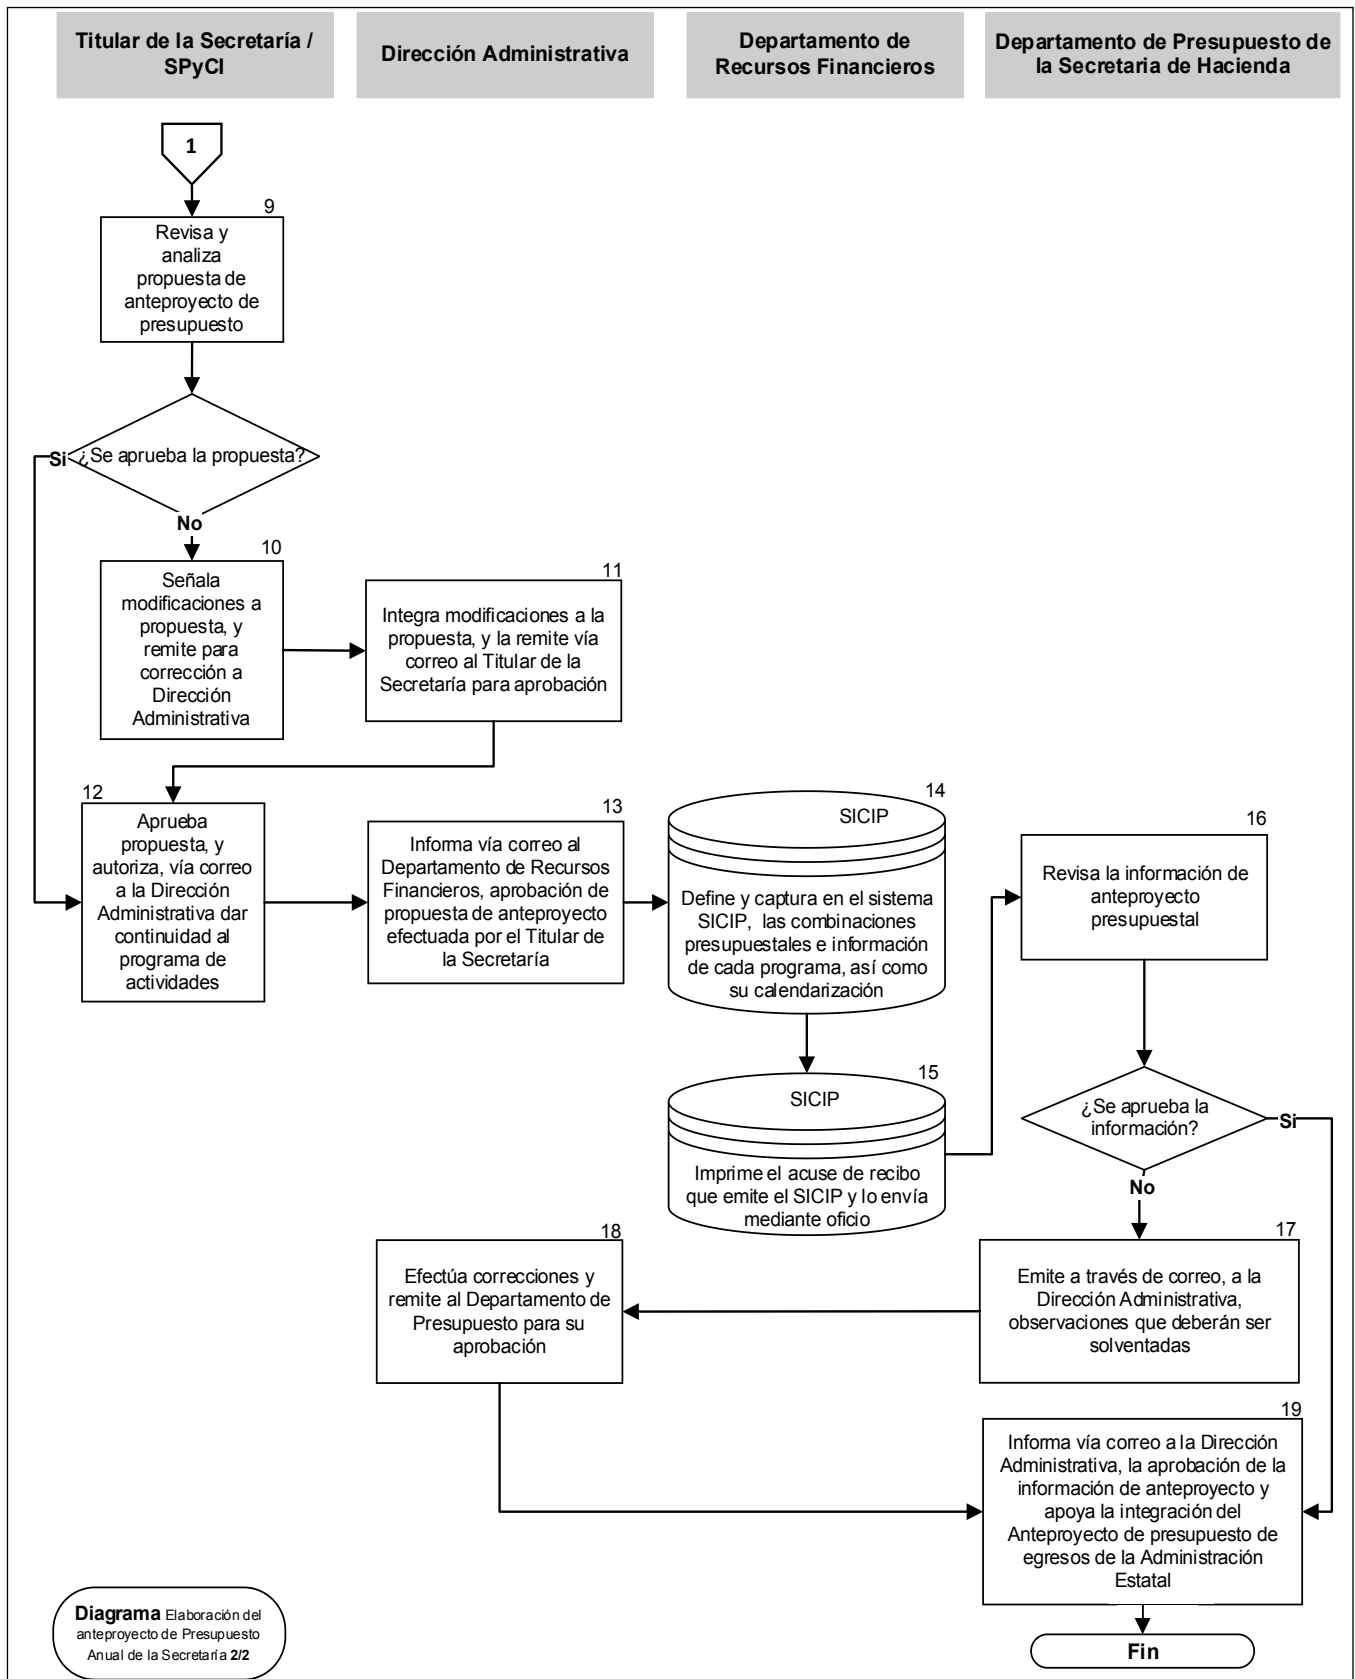 Titular de la Secretaría /
SPyCI
Dirección Administrativa
Departamento de
Recursos Financieros
Departamento de Presupuesto de
la Secretaria de Hacienda
1
9
Revisa y
analiza
propuesta de
anteproyecto de
presupuesto
¿Se aprueba la propuesta?
Si
No
10
Señala
modificaciones a
propuesta, y
remite para
corrección a
Dirección
Administrativa
11
Integra modificaciones a la
propuesta, y la remite vía
correo al Titular de la
Secretaría para aprobación
12
Aprueba
propuesta, y
autoriza, vía correo
a la Dirección
Administrativa dar
continuidad al
programa de
actividades
13
Informa vía correo al
Departamento de Recursos
Financieros, aprobación de
propuesta de anteproyecto
efectuada por el Titular de
la Secretaría
14
SICIP
Define y captura en el sistema
SICIP, las combinaciones
presupuestales e información
de cada programa, así como
su calendarización
15
SICIP
Imprime el acuse de recibo
que emite el SICIP y lo envía
mediante oficio
16
Revisa la información de
anteproyecto
presupuestal
¿Se aprueba la
información?
Si
No
17
Emite a través de correo, a la
Dirección Administrativa,
observaciones que deberán ser
solventadas
18
Efectúa correcciones y
remite al Departamento de
Presupuesto para su
aprobación
19
Informa vía correo a la Dirección
Administrativa, la aprobación de la
información de anteproyecto y
apoya la integración del
Anteproyecto de presupuesto de
egresos de la Administración
Estatal
Fin
Diagrama Elaboración del
anteproyecto de Presupuesto
Anual de la Secretaría 2/2